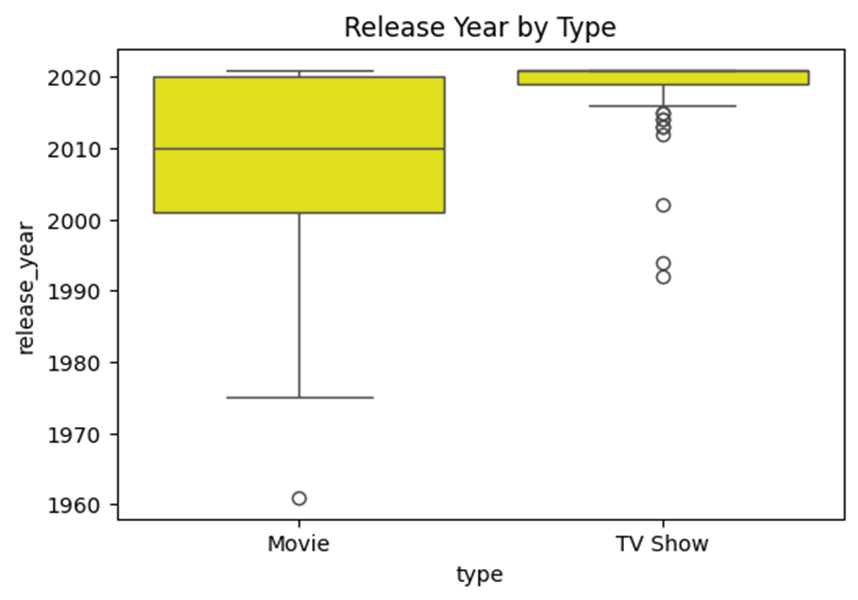 Release Year by Type
2020
2010
2000
1990
1980
1970
1960
release_year
Movie
TV Show
type